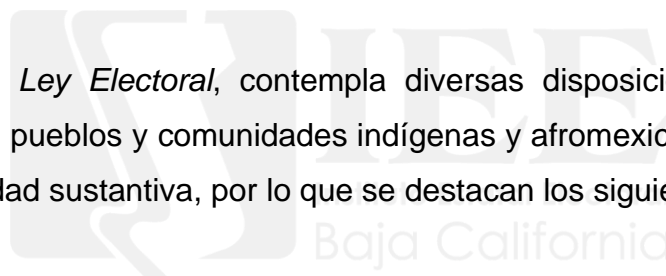 IEE
Ley Electoral, contempla diversas disposici
pueblos y comunidades indígenas y afromexic
dad sustantiva, por lo que se destacan los siguie
Baja California